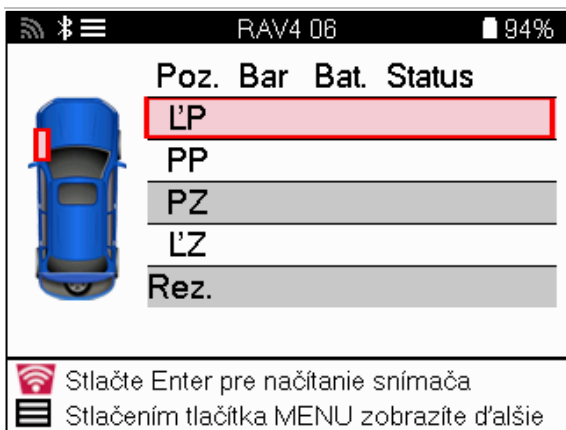 RAV4 06 94%
Poz. Bar Bat. Status
ĽP
PP
PZ
ĽZ
Rez.
Stlačte Enter pre načítanie snímača
Stlačením tlačítka MENU zobrazíte ďalšie